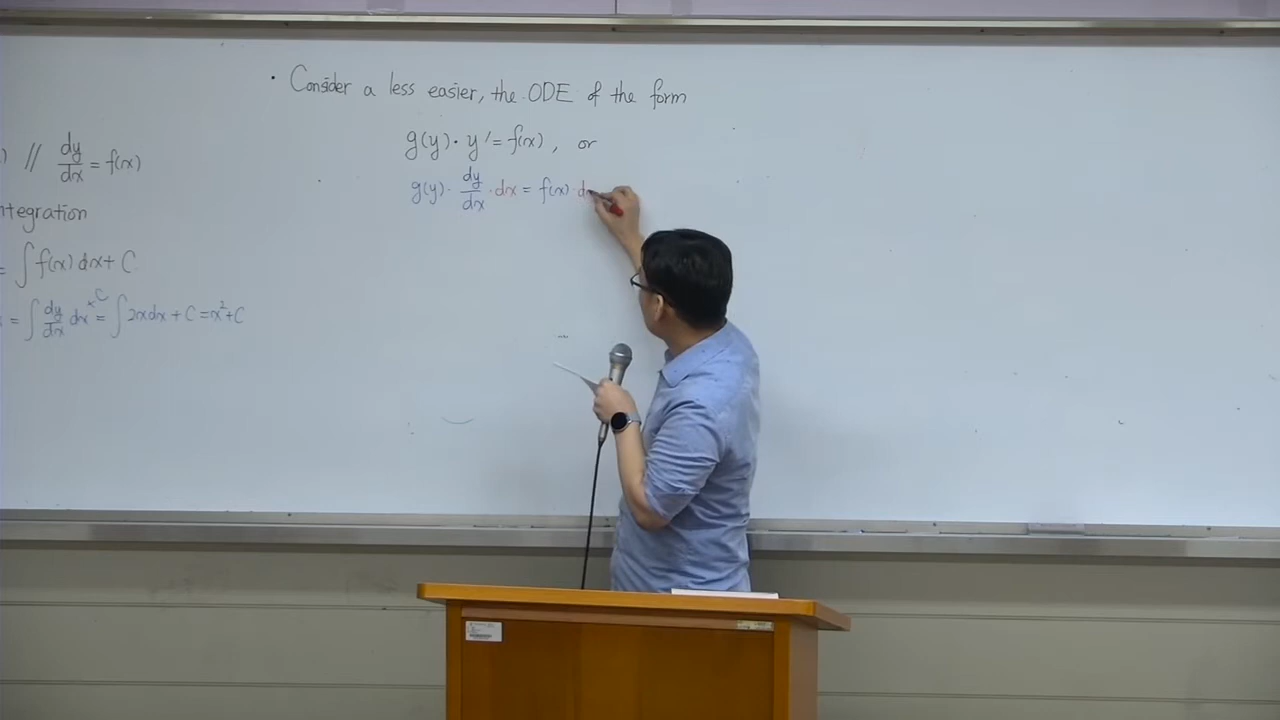 ) // dy/dx = f(x)
ntegration
= ∫ f(x) dx + C
= ∫ dy/dx dx = ∫ 2x dx + C = x² + C
• Consider a less easier, the ODE of the form
g(y) · y' = f(x), or
g(y) · dy/dx · dx = f(x) · d